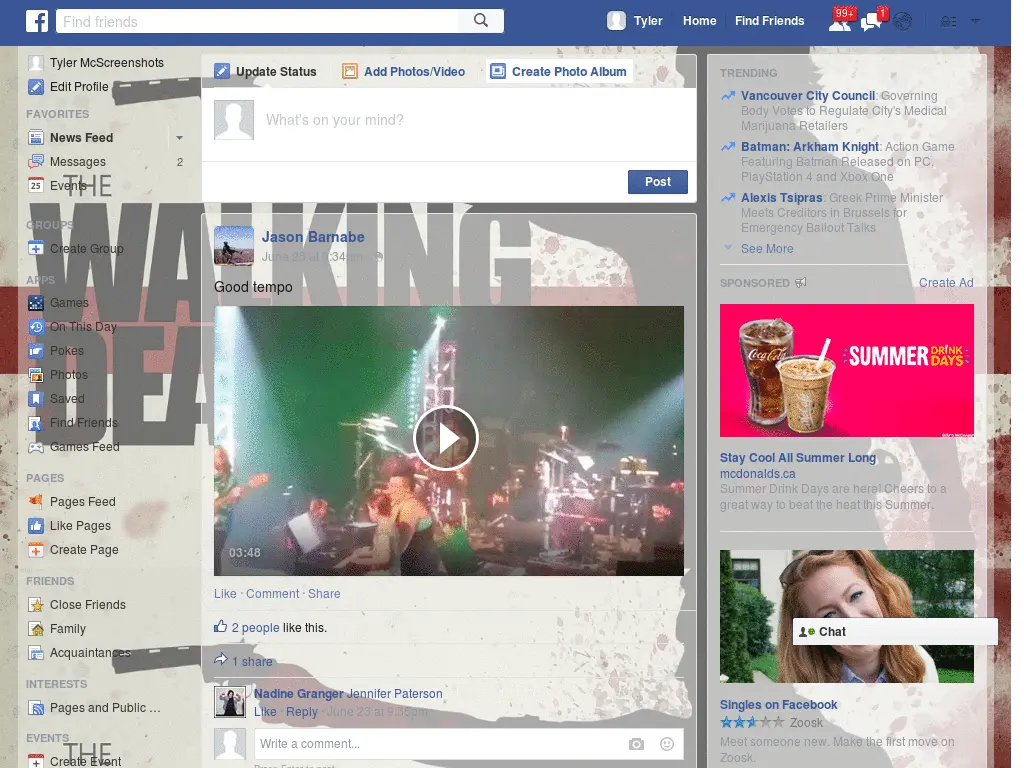 f
Find friends
Tyler
Home
Find Friends
99+
1
Tyler McScreenshots
Edit Profile
FAVORITES
News Feed
Messages
2
25
Events
THE
WALKING
GROUPS
Create Group
APPS
Games
On This Day
Pokes
Photos
Saved
Find Friends
Games Feed
PAGES
Pages Feed
Like Pages
Create Page
FRIENDS
Close Friends
Family
Acquaintances
INTERESTS
Pages and Public ...
EVENTS
THE
Create Event
Update Status
Add Photos/Video
Create Photo Album
What's on your mind?
Post
Jason Barnabe
Good tempo
03:48
Like · Comment · Share
2 people like this.
1 share
Nadine Granger Jennifer Paterson
Like · Reply · June 23 at 9:38pm
Write a comment...
TRENDING
Vancouver City Council: Governing
Body Votes to Regulate City's Medical
Marijuana Retailers
Batman: Arkham Knight: Action Game
Featuring Batman Released on PC,
PlayStation 4 and Xbox One
Alexis Tsipras: Greek Prime Minister
Meets Creditors in Brussels for
Emergency Bailout Talks
See More
SPONSORED
Create Ad
Coca-Cola
SUMMER DRINK DAYS
Stay Cool All Summer Long
mcdonalds.ca
Summer Drink Days are here! Cheers to a
great way to beat the heat this Summer.
Chat
Singles on Facebook
Zoosk
Meet someone new. Make the first move on
Zoosk.